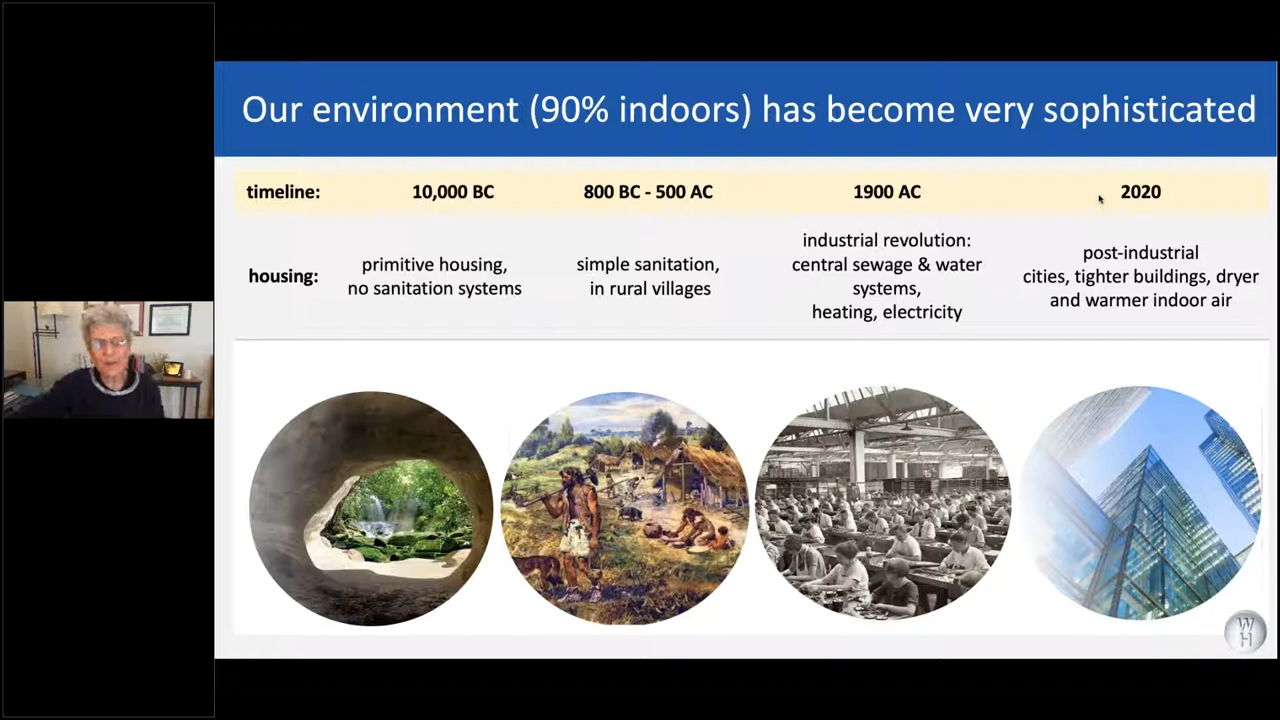 Our environment (90% indoors) has become very sophisticated
timeline: 10,000 BC 800 BC - 500 AC 1900 AC 2020
housing:
primitive housing,
no sanitation systems
simple sanitation,
in rural villages
industrial revolution:
central sewage & water
systems,
heating, electricity
post-industrial
cities, tighter buildings, dryer
and warmer indoor air
W
H